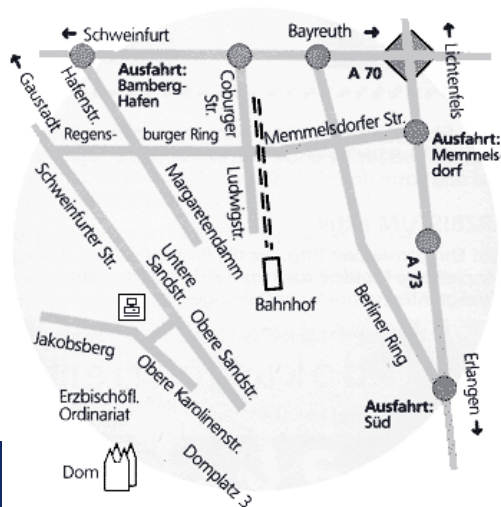 ← Schweinfurt
Bayreuth →
← Lichtenfels
A 70
Gaustadt
Hafenstr.
Ausfahrt:
Bamberg-
Hafen
Coburger
Str.
Regens-
burger Ring
Memmelsdorfer Str.
Ausfahrt:
Memmels-
dorf
Schweinfurter Str.
Margaretendamm
Ludwigstr.
A 73
Untere
Sandstr.
Bahnhof
Berliner Ring
Jakobsberg
Obere Sandstr.
Erlangen →
Obere Karolinenstr.
Erzbischöfl.
Ordinariat
Ausfahrt:
Süd
Dom
Domplatz 3